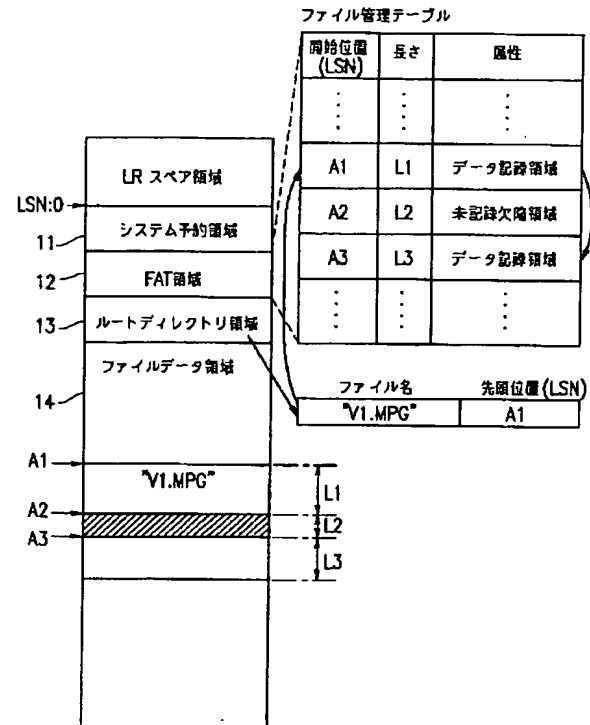 ファイル管理テーブル
開始位置 長さ 属性
(LSN)
A1 L1 データ記録領域
A2 L2 未記録欠陥領域
A3 L3 データ記録領域
LR スペア領域
LSN:0
システム予約領域
11
FAT領域
12
ルートディレクトリ領域
13
ファイルデータ領域
14
ファイル名 先頭位置(LSN)
"V1.MPG" A1
A1
"V1.MPG"
L1
A2
L2
A3
L3